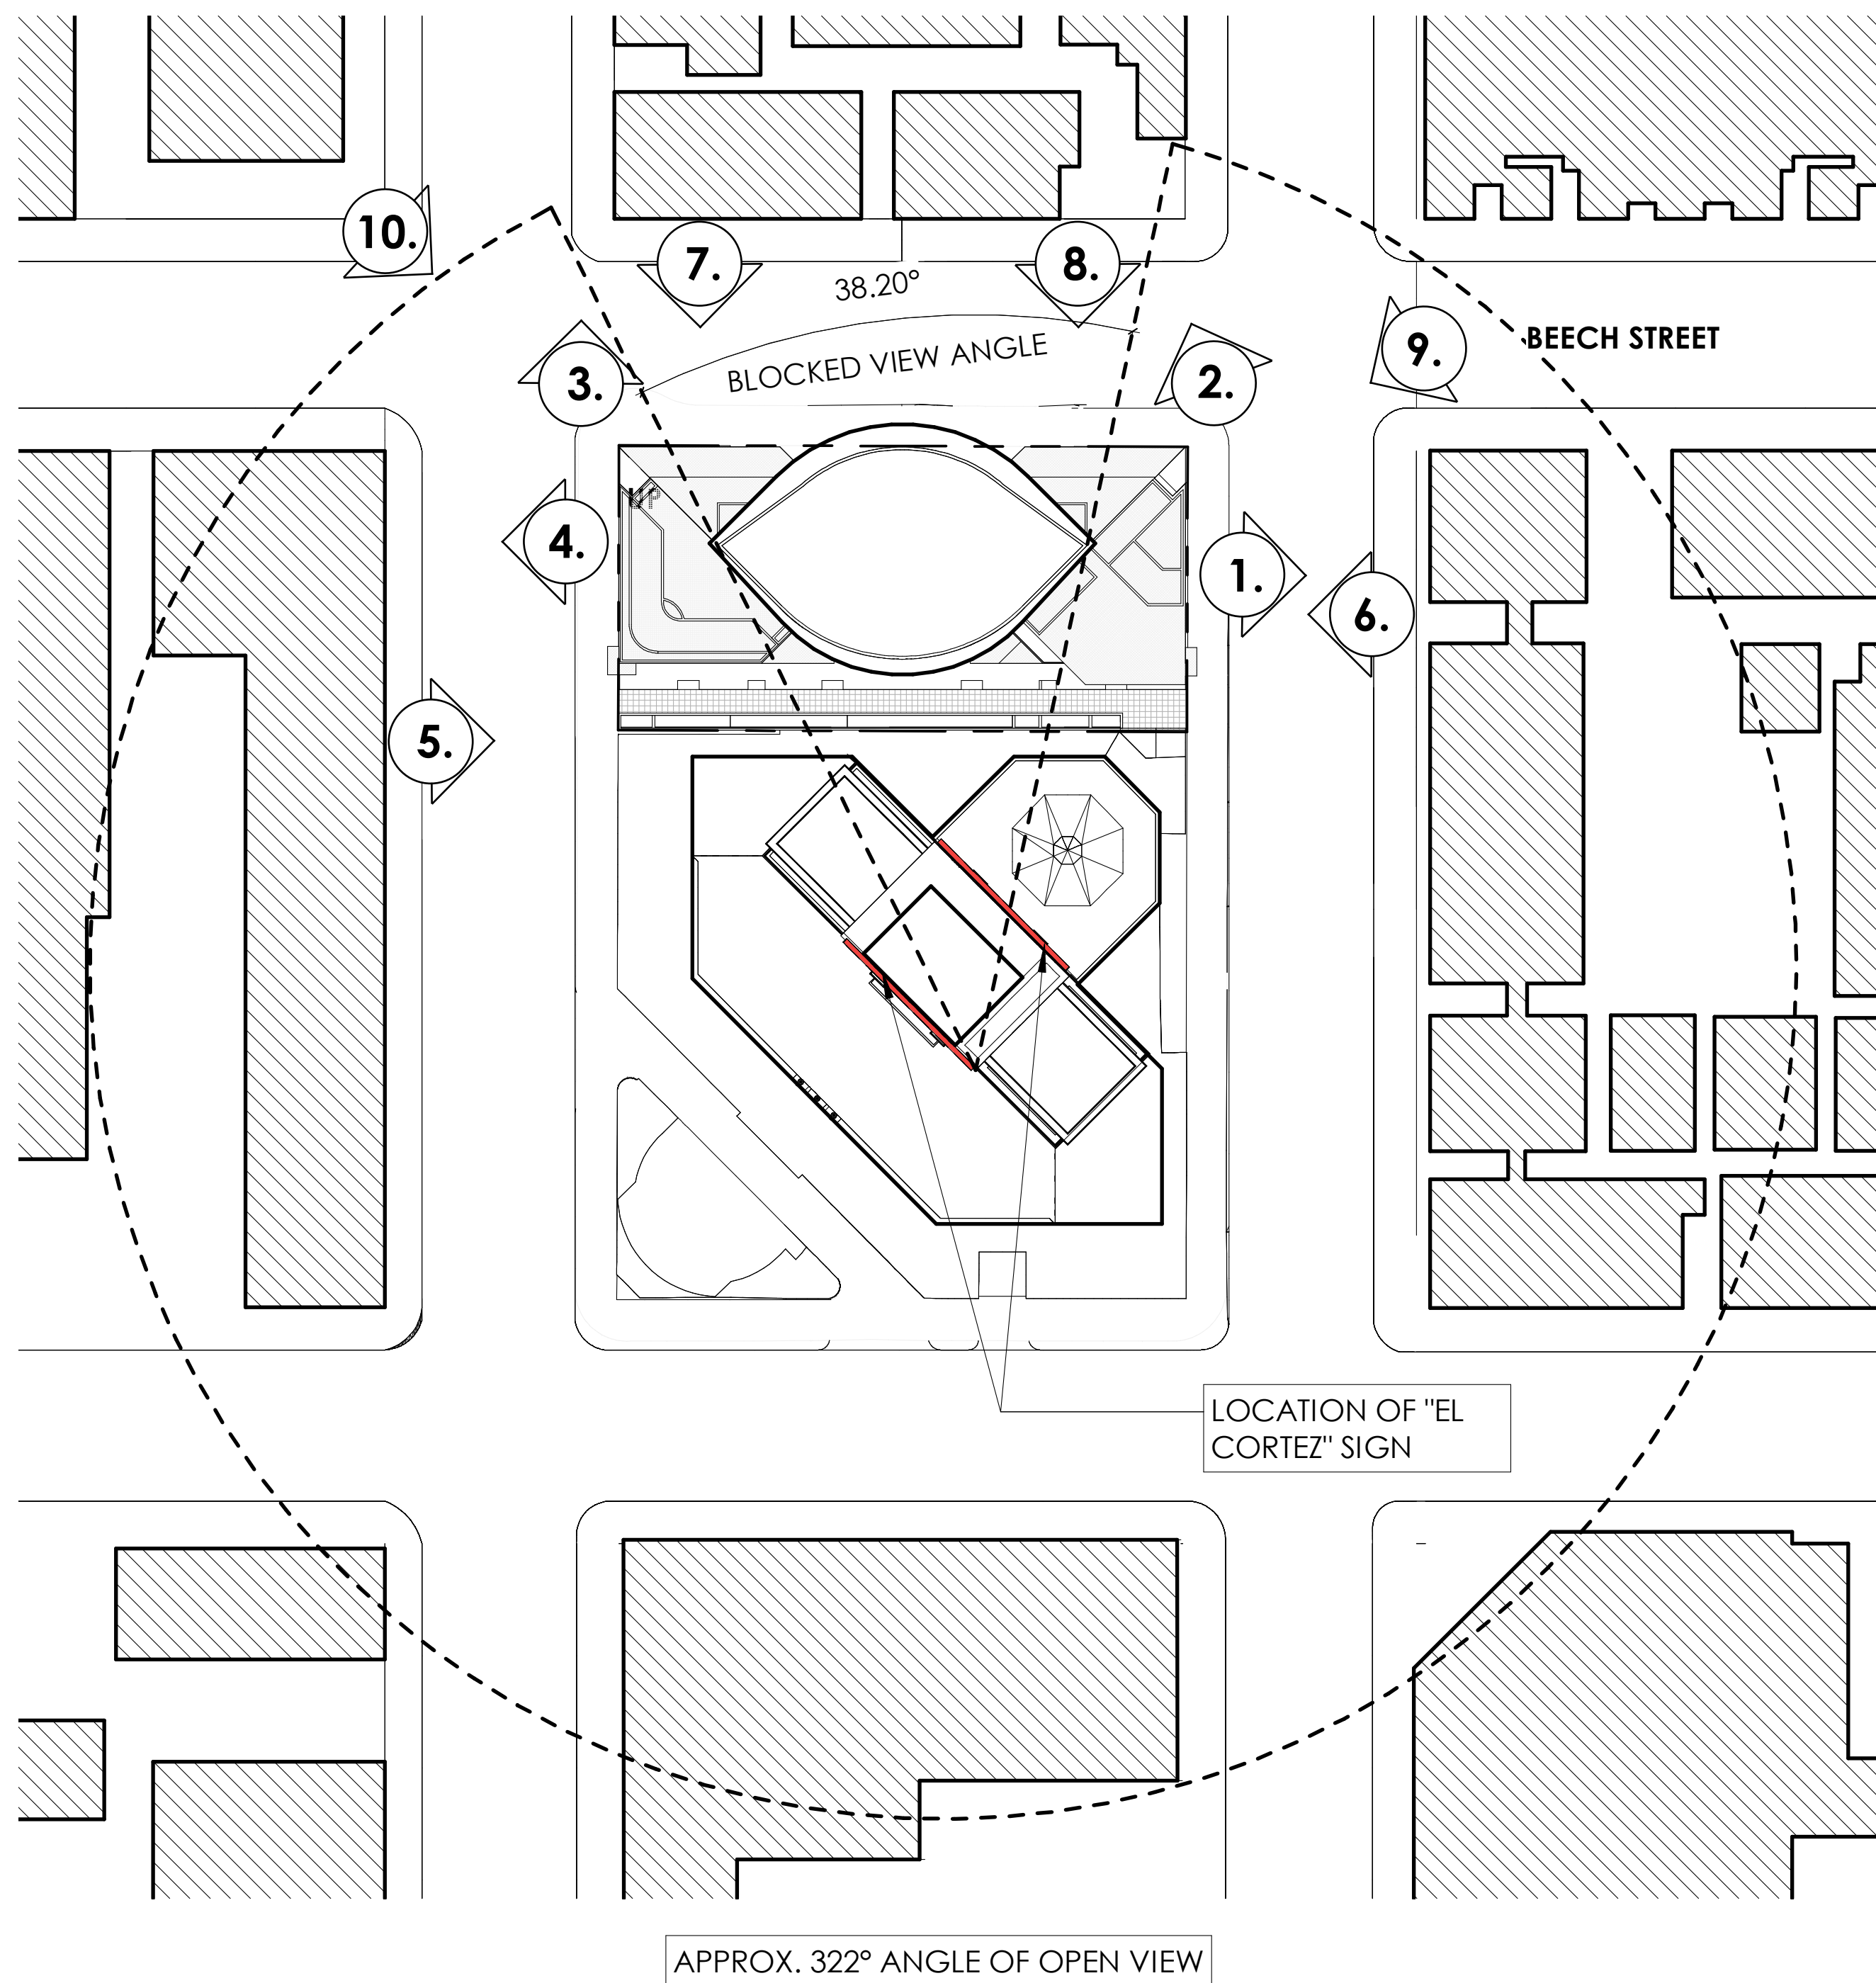 10.
7.
8.
38.20°
BLOCKED VIEW ANGLE
9.
BEECH STREET
3.
2.
4.
1.
6.
5.
LOCATION OF "EL
CORTEZ" SIGN
APPROX. 322° ANGLE OF OPEN VIEW